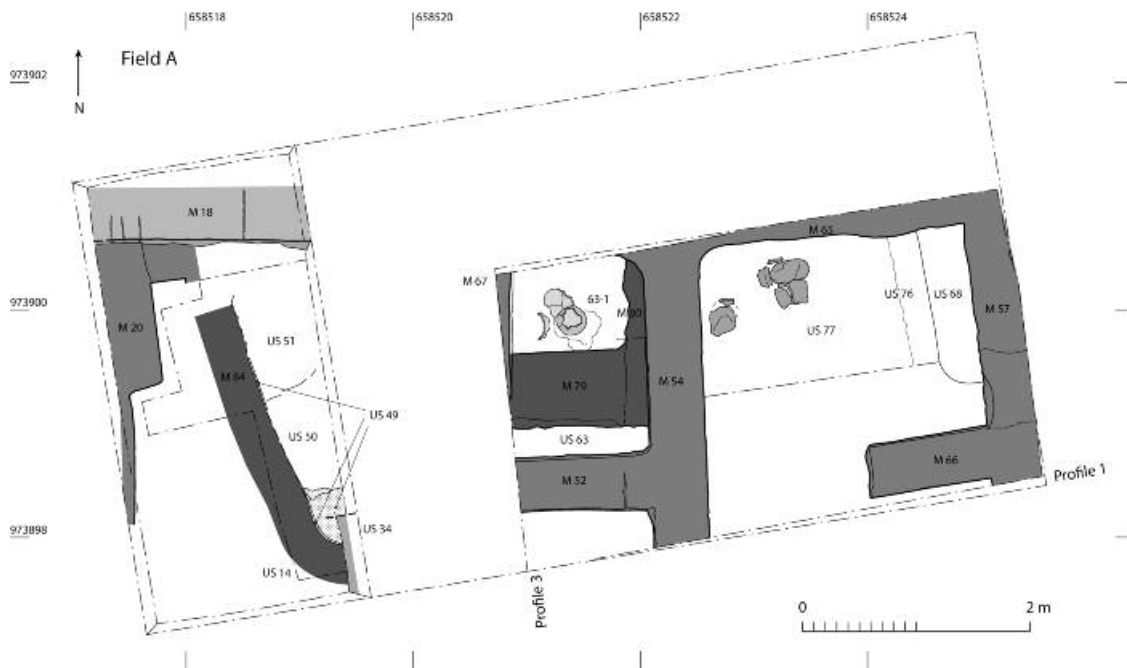 658518
658520
658522
658524
Field A
973902
N
M 18
M 65
M 67
63-1
973900
M 20
US 76
US 68
M 57
US 51
US 77
M 84
M 79
M 54
US 49
US 50
US 63
M 66
M 52
Profile 1
973898
US 34
US 14
Profile 3
0
2 m